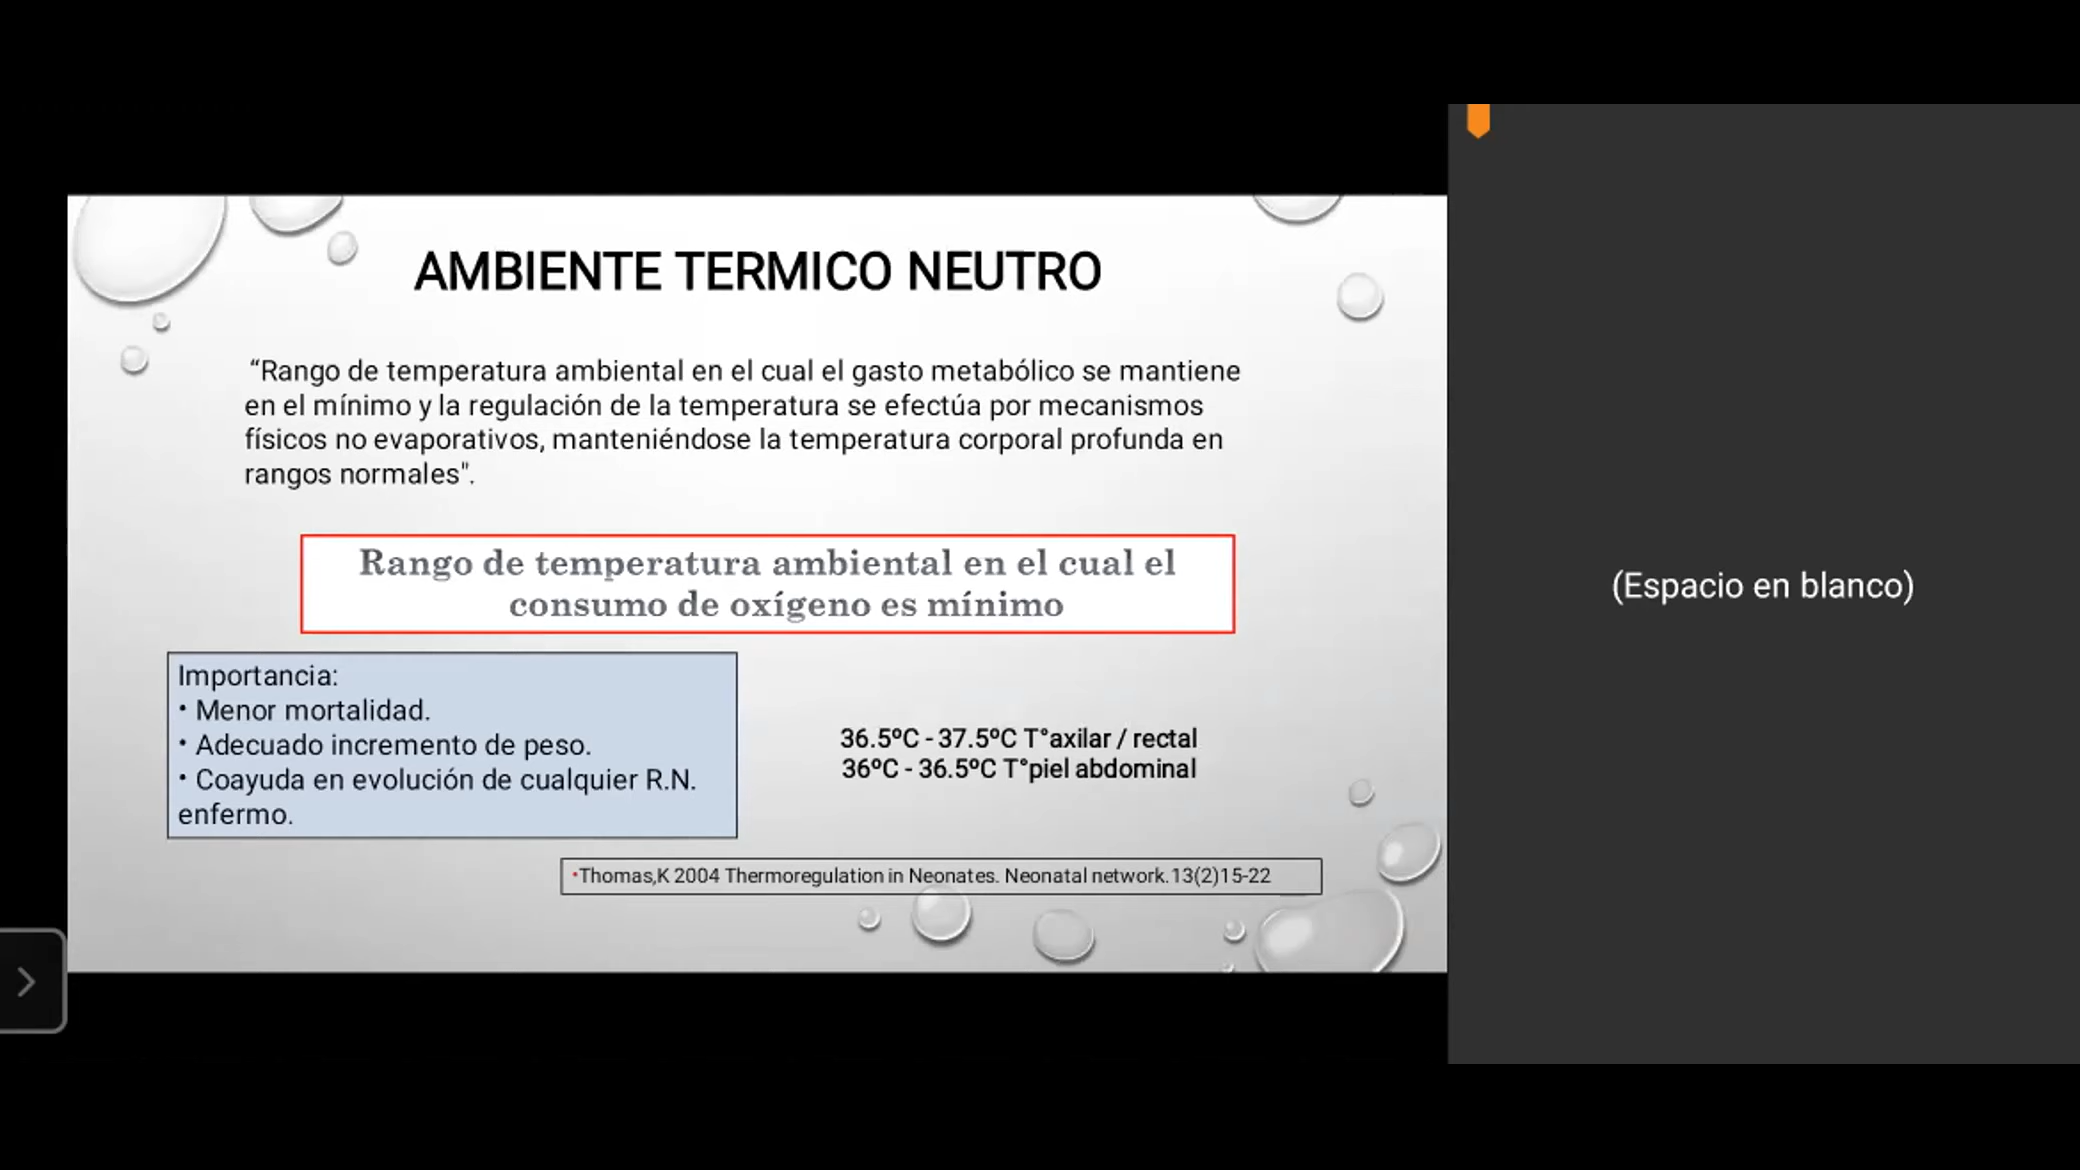 AMBIENTE TERMICO NEUTRO
“Rango de temperatura ambiental en el cual el gasto metabólico se mantiene
en el mínimo y la regulación de la temperatura se efectúa por mecanismos
físicos no evaporativos, manteniéndose la temperatura corporal profunda en
rangos normales".
Rango de temperatura ambiental en el cual el
consumo de oxígeno es mínimo
Importancia:
• Menor mortalidad.
• Adecuado incremento de peso.
• Coayuda en evolución de cualquier R.N.
enfermo.
36.5ºC - 37.5ºC T°axilar / rectal
36ºC - 36.5ºC T°piel abdominal
•Thomas,K 2004 Thermoregulation in Neonates. Neonatal network.13(2)15-22
(Espacio en blanco)